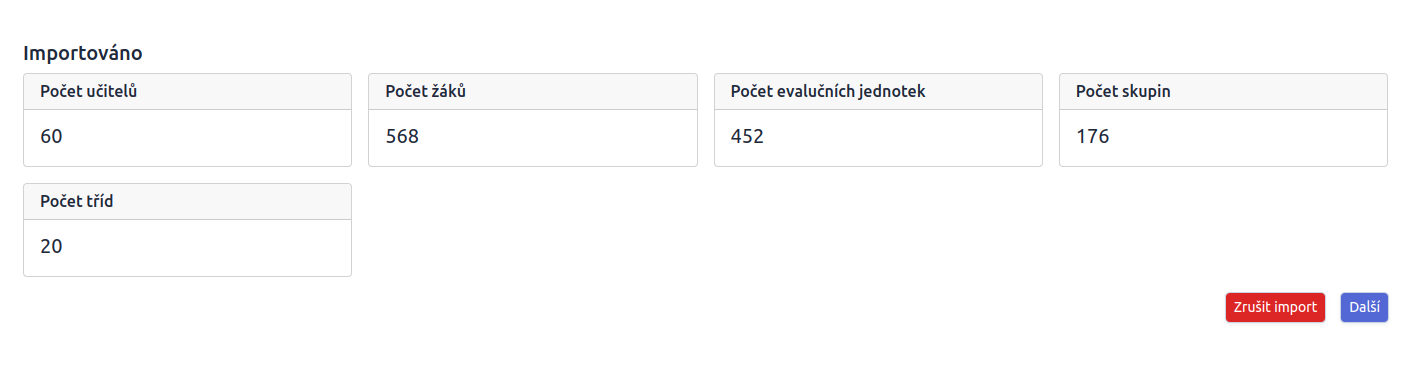 Importováno
Počet učitelů
Počet žáků
Počet evalučních jednotek
Počet skupin
60
568
452
176
Počet tříd
20
Zrušit import
Další